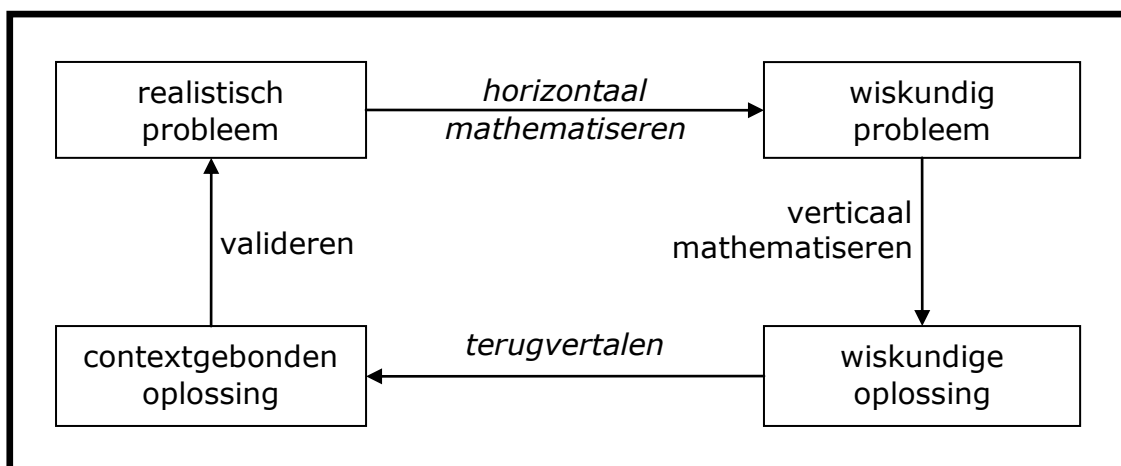 realistisch
probleem
horizontaal
mathematiseren
wiskundig
probleem
valideren
verticaal
mathematiseren
contextgebonden
oplossing
terugvertalen
wiskundige
oplossing